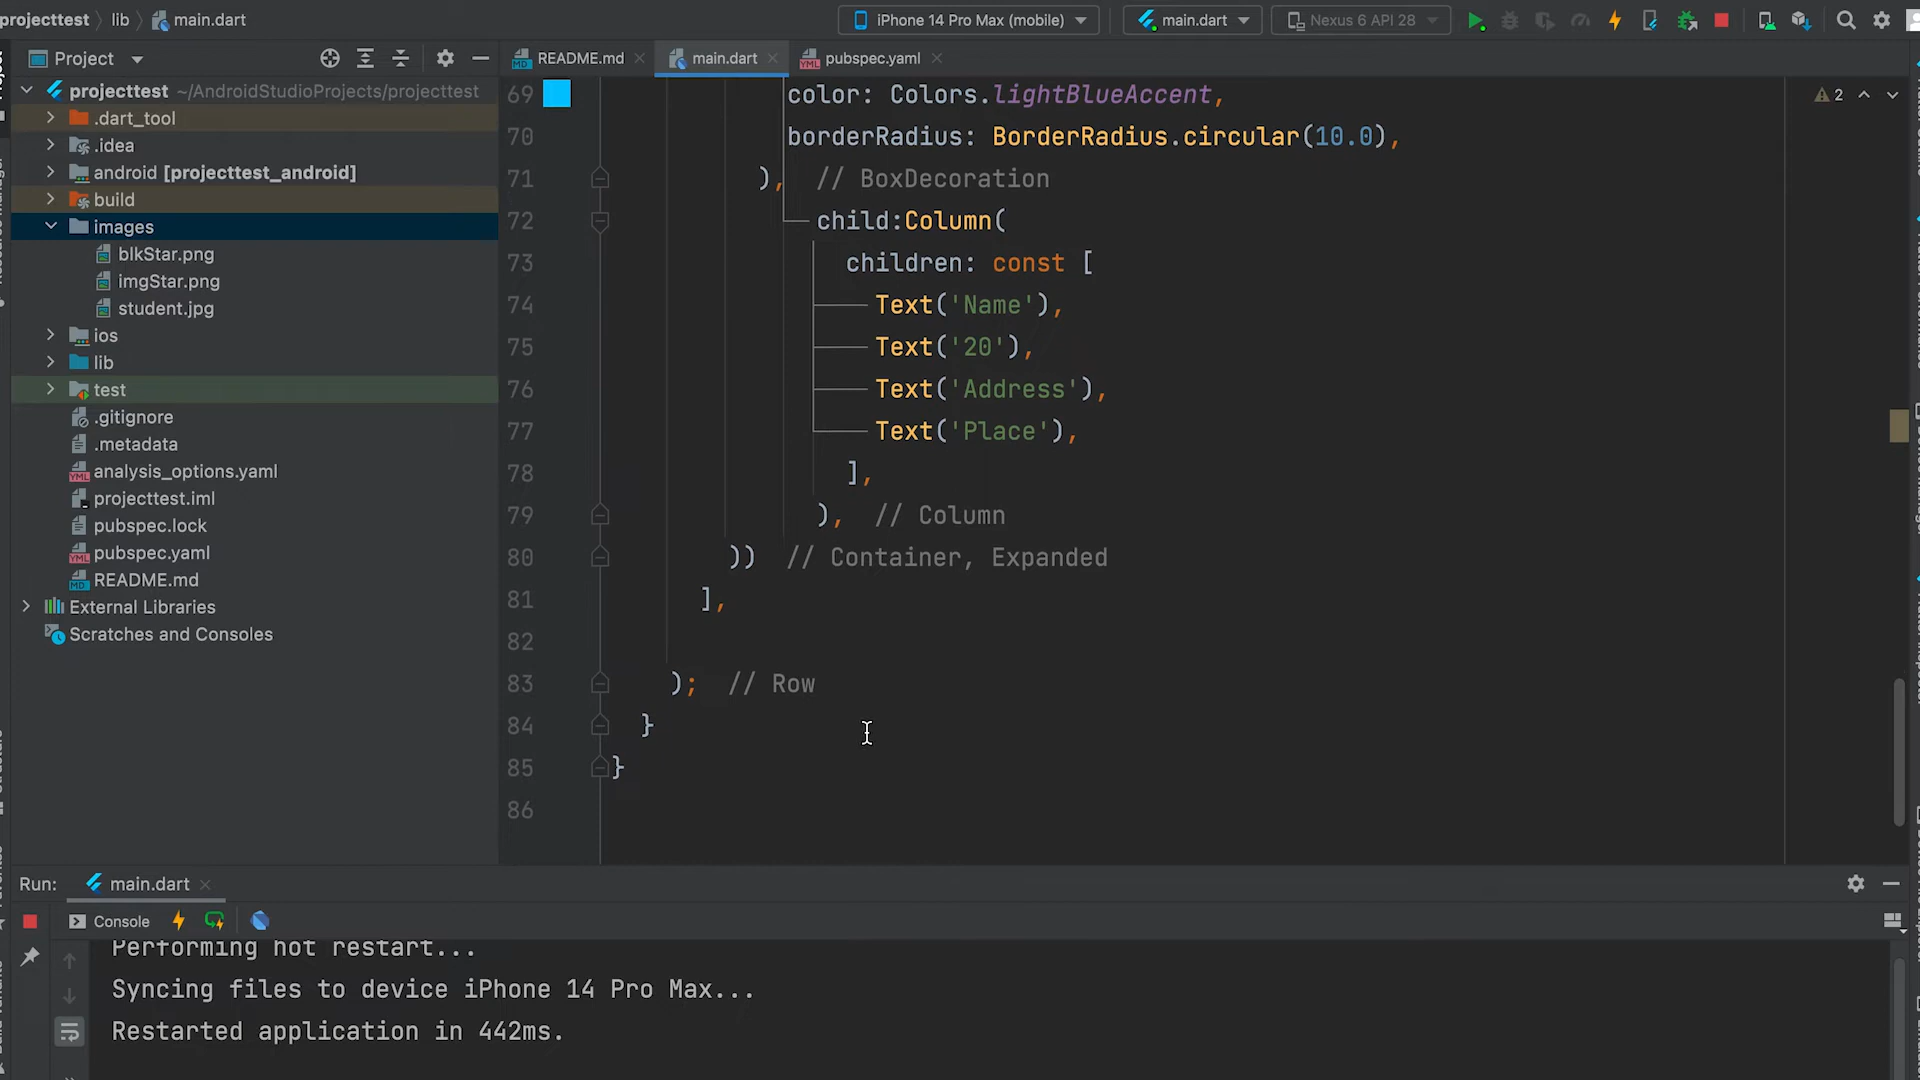 projecttest lib main.dart
iPhone 14 Pro Max (mobile) main.dart Nexus 6 API 28
Project
README.md main.dart pubspec.yaml
projecttest ~/AndroidStudioProjects/projecttest
.dart_tool
.idea
android [projecttest_android]
build
images
blkStar.png
imgStar.png
student.jpg
ios
lib
test
.gitignore
.metadata
analysis_options.yaml
projecttest.iml
pubspec.lock
pubspec.yaml
README.md
External Libraries
Scratches and Consoles
69 color: Colors.lightBlueAccent,
2
70 borderRadius: BorderRadius.circular(10.0),
71 ), // BoxDecoration
72 child:Column(
73 children: const [
74 Text('Name'),
75 Text('20'),
76 Text('Address'),
77 Text('Place'),
78 ],
79 ), // Column
80 )) // Container, Expanded
81 ],
82
83 ); // Row
84 }
85 }
86
Run: main.dart
Console
Performing hot restart...
Syncing files to device iPhone 14 Pro Max...
Restarted application in 442ms.